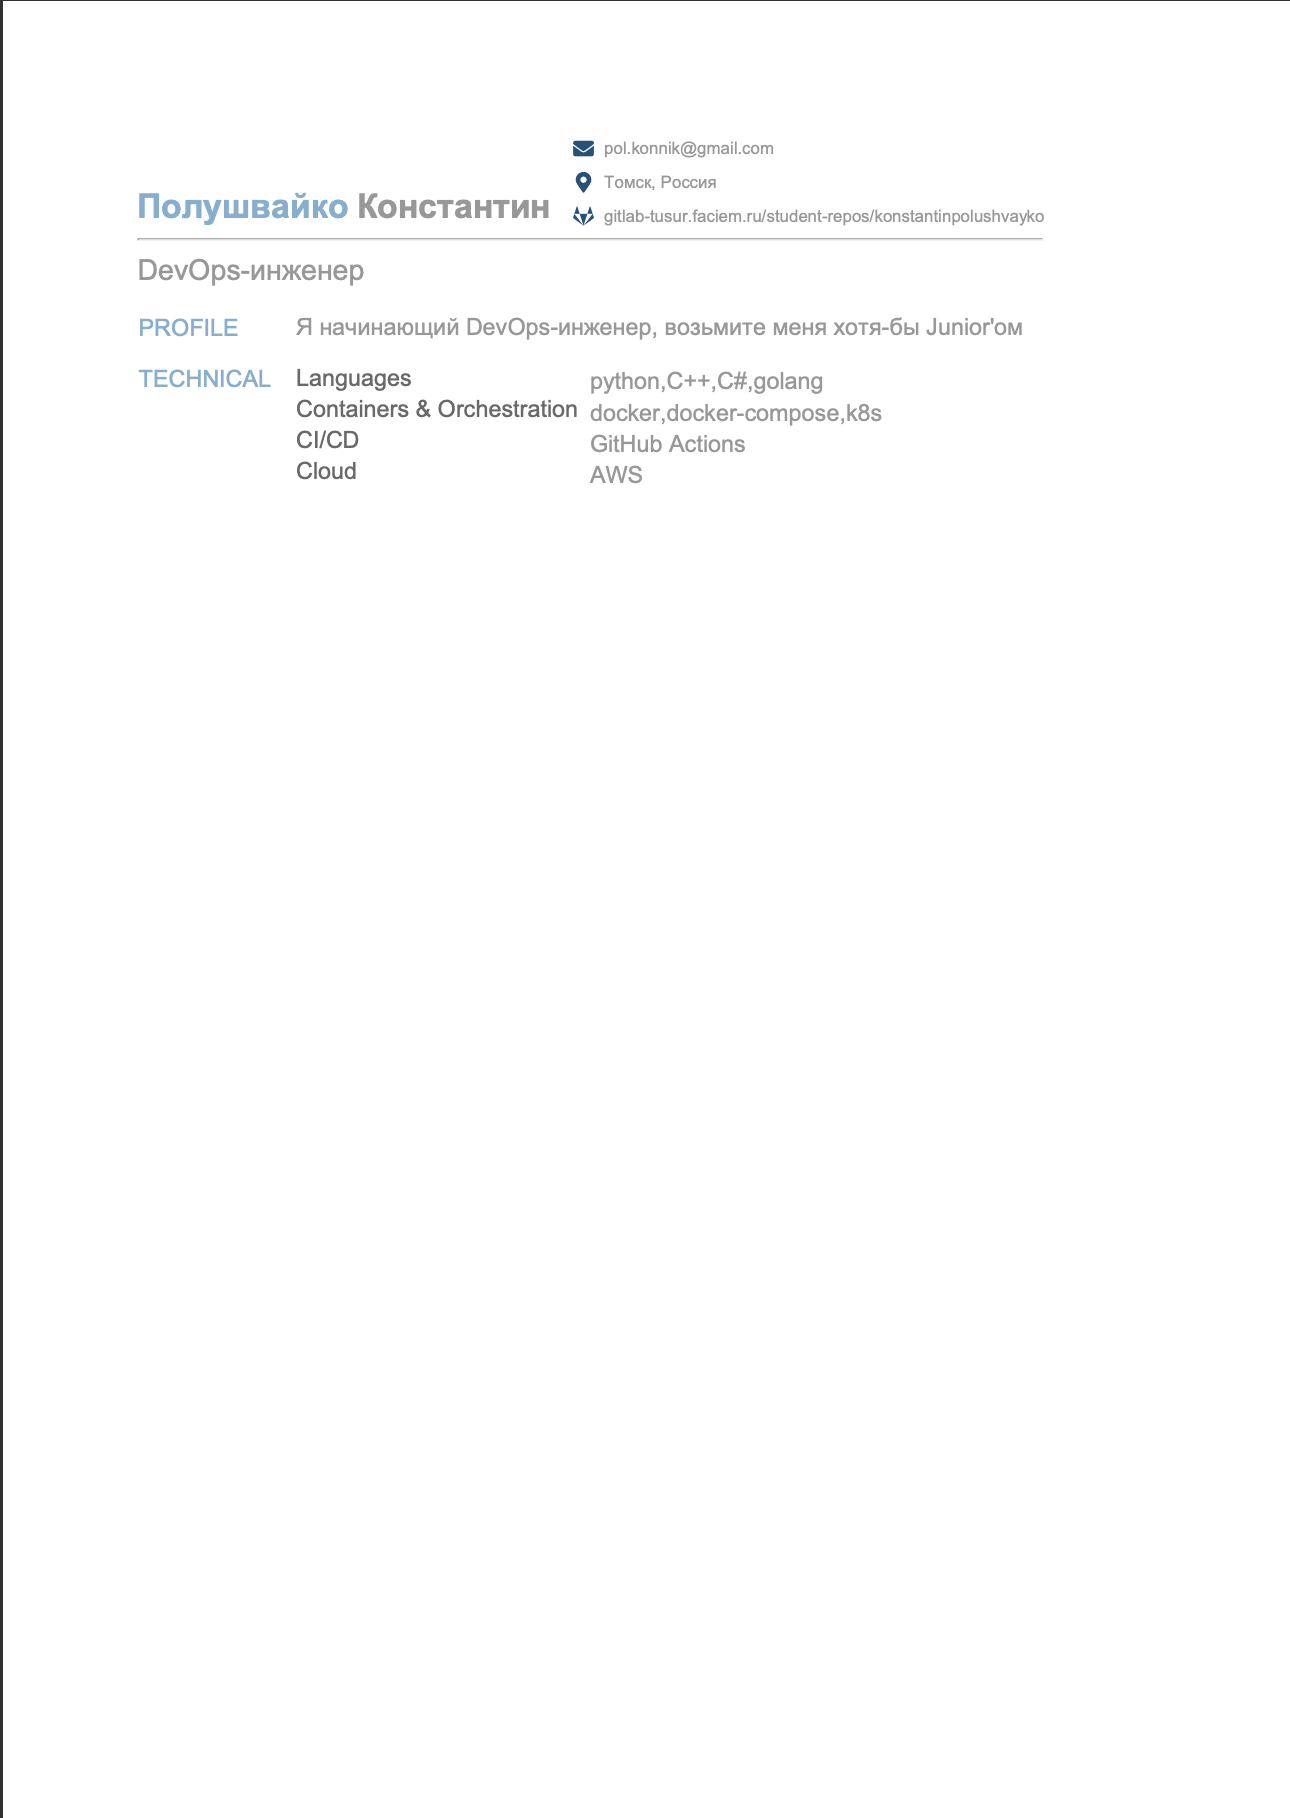 pol.konnik@gmail.com
Томск, Россия
Полушвайко Константин
gitlab-tusur.faciem.ru/student-repos/konstantinpolushvayko
DevOps-инженер
PROFILE Я начинающий DevOps-инженер, возьмите меня хотя-бы Junior'ом
TECHNICAL Languages python,C++,C#,golang
Containers & Orchestration docker,docker-compose,k8s
CI/CD GitHub Actions
Cloud AWS